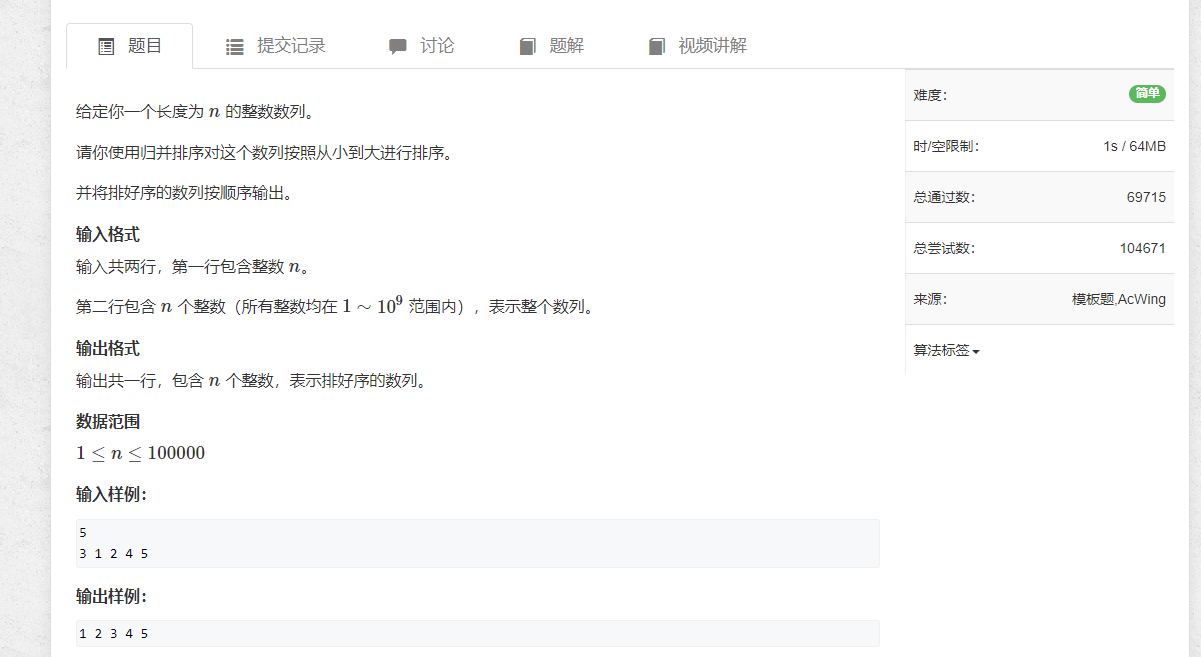 题目 提交记录 讨论 题解 视频讲解
给定你一个长度为 n 的整数数列。
请你使用归并排序对这个数列按照从小到大进行排序。
并将排好序的数列按顺序输出。
输入格式
输入共两行，第一行包含整数 n。
第二行包含 n 个整数（所有整数均在 1 ∼ 10⁹ 范围内），表示整个数列。
输出格式
输出共一行，包含 n 个整数，表示排好序的数列。
数据范围
1 ≤ n ≤ 100000
输入样例：
5
3 1 2 4 5
输出样例：
1 2 3 4 5
难度： 简单
时/空限制： 1s / 64MB
总通过数： 69715
总尝试数： 104671
来源： 模板题,AcWing
算法标签